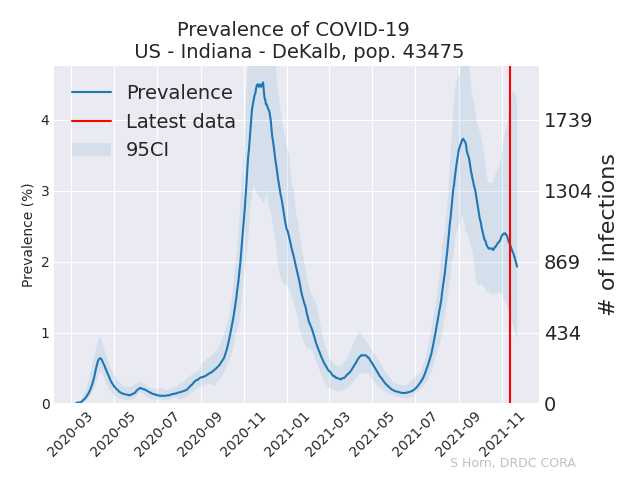 Prevalence of COVID-19
US - Indiana - DeKalb, pop. 43475
Prevalence
Latest data
95CI
Prevalence (%)
4
3
2
1
0
1739
1304
869
434
0
# of infections
2020-03
2020-05
2020-07
2020-09
2020-11
2021-01
2021-03
2021-05
2021-07
2021-09
2021-11
S Horn, DRDC CORA